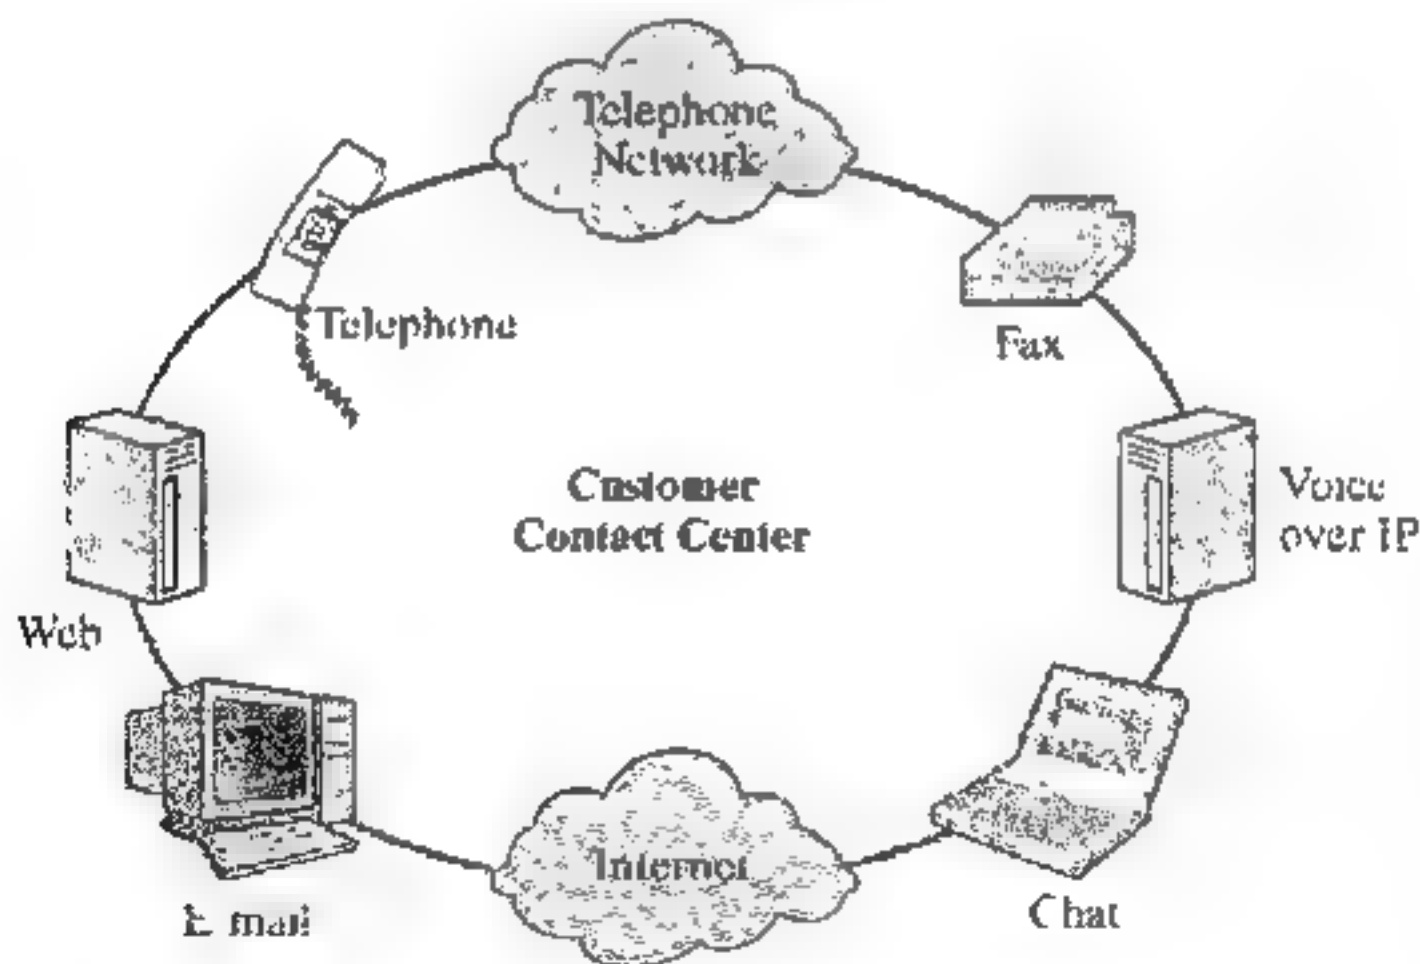 Telephone
Network
Telephone
Fax
Customer
Contact Center
Voice
over IP
Web
Internet
E mail
Chat